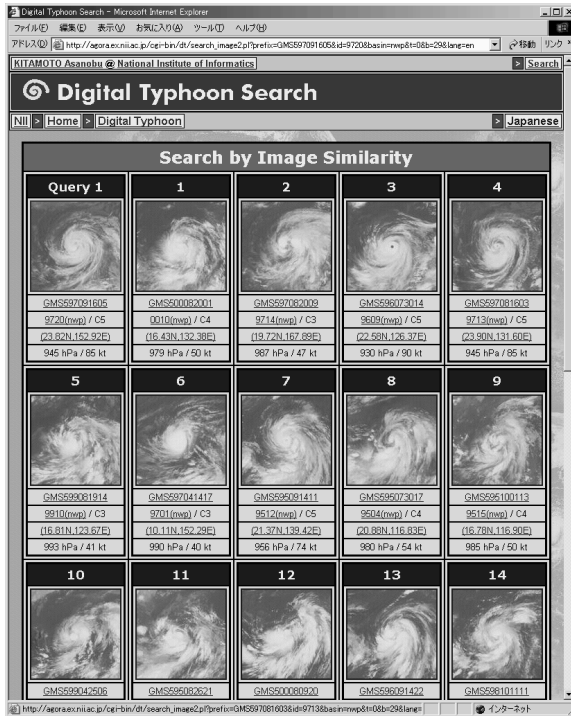 Digital Typhoon Search - Microsoft Internet Explorer
ファイル(F) 編集(E) 表示(V) お気に入り(A) ツール(T) ヘルプ(H)
アドレス(D) http://agora.ex.nii.ac.jp/cgi-bin/dt/search_image2.pl?prefix=GMS597091605&id=9720&basin=nwp&t=0&b=29&lang=en 移動 リンク »
KITAMOTO Asanobu @ National Institute of Informatics > Search
Digital Typhoon Search
NII > Home > Digital Typhoon > Japanese
Search by Image Similarity
Query 1 1 2 3 4
GMS597091605 GMS500082001 GMS597082009 GMS596073014 GMS597081603
9720(nwp) / C5 0010(nwp) / C4 9714(nwp) / C3 9609(nwp) / C5 9713(nwp) / C5
(23.82N,152.92E) (16.43N,132.38E) (19.72N,167.89E) (22.58N,126.37E) (23.90N,131.60E)
945 hPa / 85 kt 979 hPa / 50 kt 987 hPa / 47 kt 930 hPa / 90 kt 945 hPa / 85 kt
5 6 7 8 9
GMS599081914 GMS597041417 GMS595091411 GMS595073017 GMS595100113
9910(nwp) / C3 9701(nwp) / C3 9512(nwp) / C5 9504(nwp) / C4 9515(nwp) / C4
(16.81N,123.67E) (10.11N,152.29E) (21.37N,139.42E) (20.88N,116.83E) (16.78N,116.90E)
993 hPa / 41 kt 990 hPa / 40 kt 956 hPa / 74 kt 980 hPa / 54 kt 985 hPa / 50 kt
10 11 12 13 14
GMS599042506 GMS595082621 GMS500080920 GMS596091422 GMS598101111
http://agora.ex.nii.ac.jp/cgi-bin/dt/search_image2.pl?prefix=GMS597081603&id=9713&basin=nwp&t=0&b=29&lang= インターネット